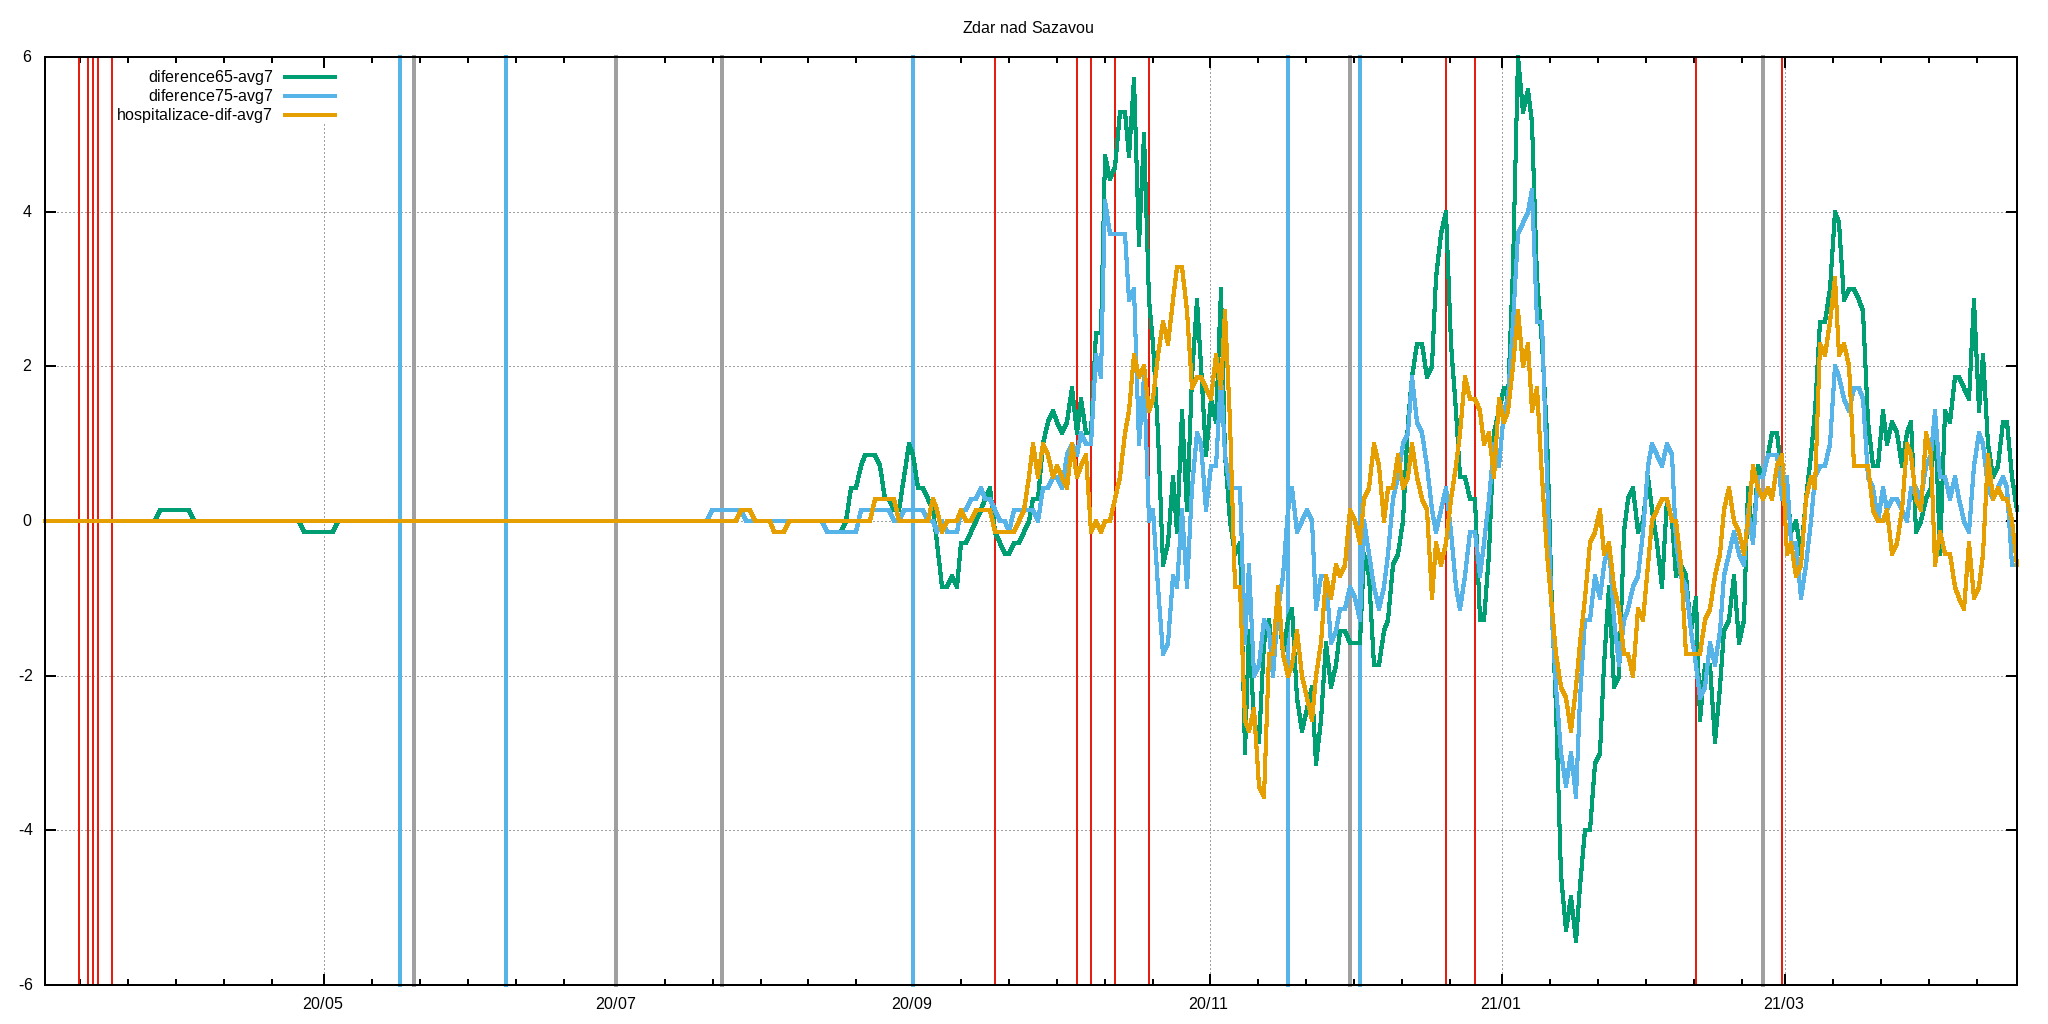 Zdar nad Sazavou
diference65-avg7
diference75-avg7
hospitalizace-dif-avg7
6
4
2
0
-2
-4
-6
20/05 20/07 20/09 20/11 21/01 21/03